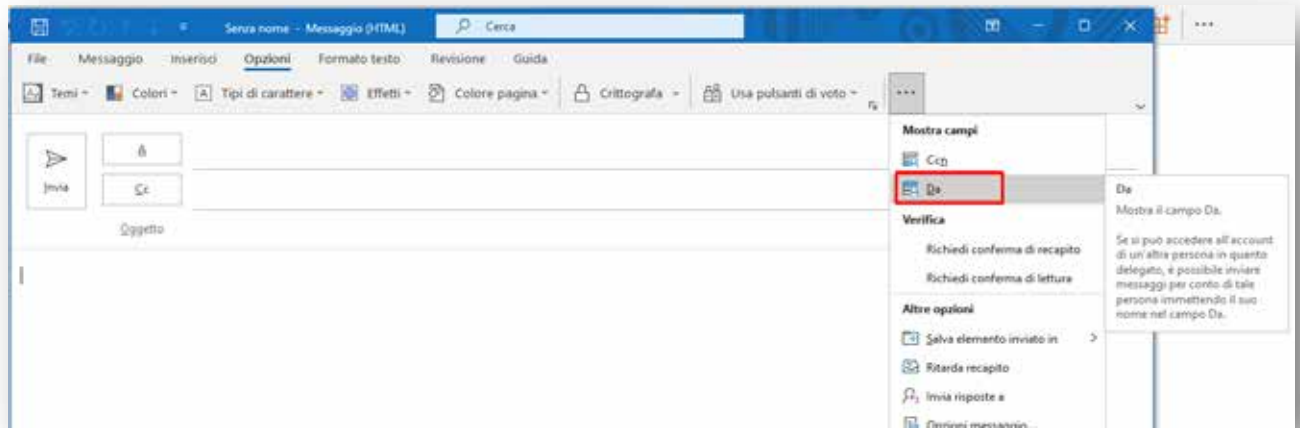 Senza nome - Messaggio (HTML)
Cerca
File Messaggio Inserisci Opzioni Formato testo Revisione Guida
Temi Colori Tipi di carattere Effetti Colore pagina Crittografa Usa pulsanti di voto ...
Mostra campi
A
Ccn
Invia
Cc
Da
Da
Mostra il campo Da.
Oggetto
Verifica
Richiedi conferma di recapito
Se si può accedere all'account
di un'altra persona in quanto
delegato, è possibile inviare
messaggi per conto di tale
persona immettendo il suo
nome nel campo Da.
Richiedi conferma di lettura
Altre opzioni
Salva elemento inviato in
Ritarda recapito
Invia risposte a
Opzioni messaggio...